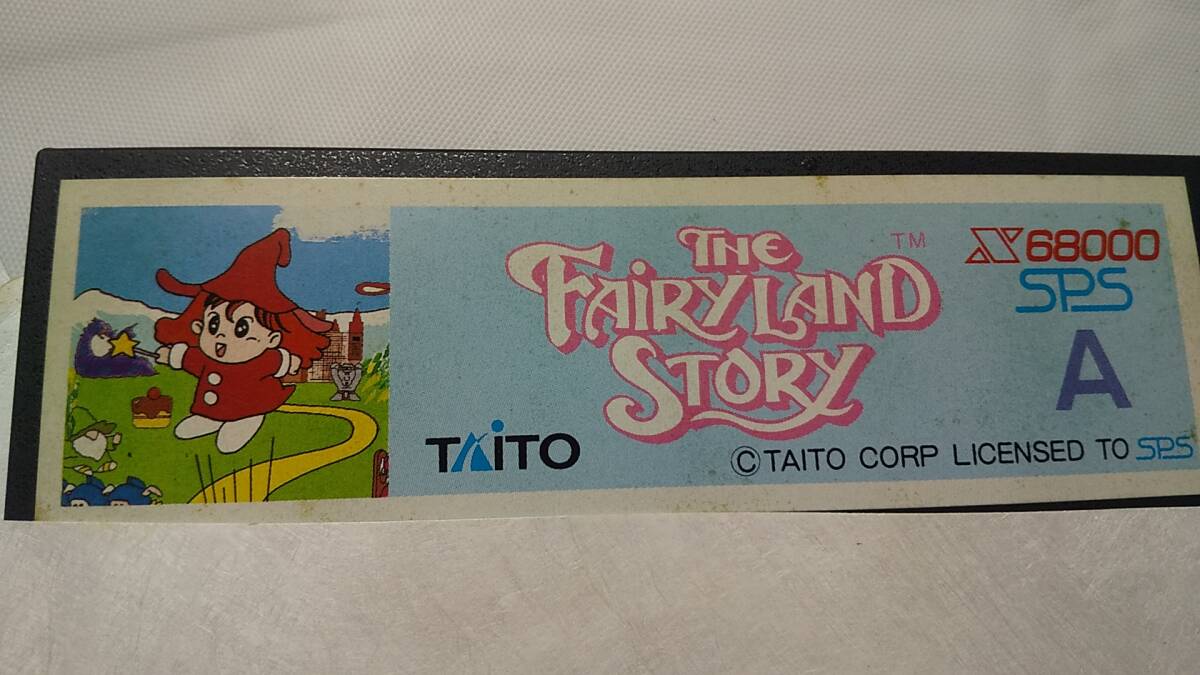 THE
FAIRYLAND
STORY
TM
X68000
SPS
A
TAITO
©TAITO CORP LICENSED TO SPS